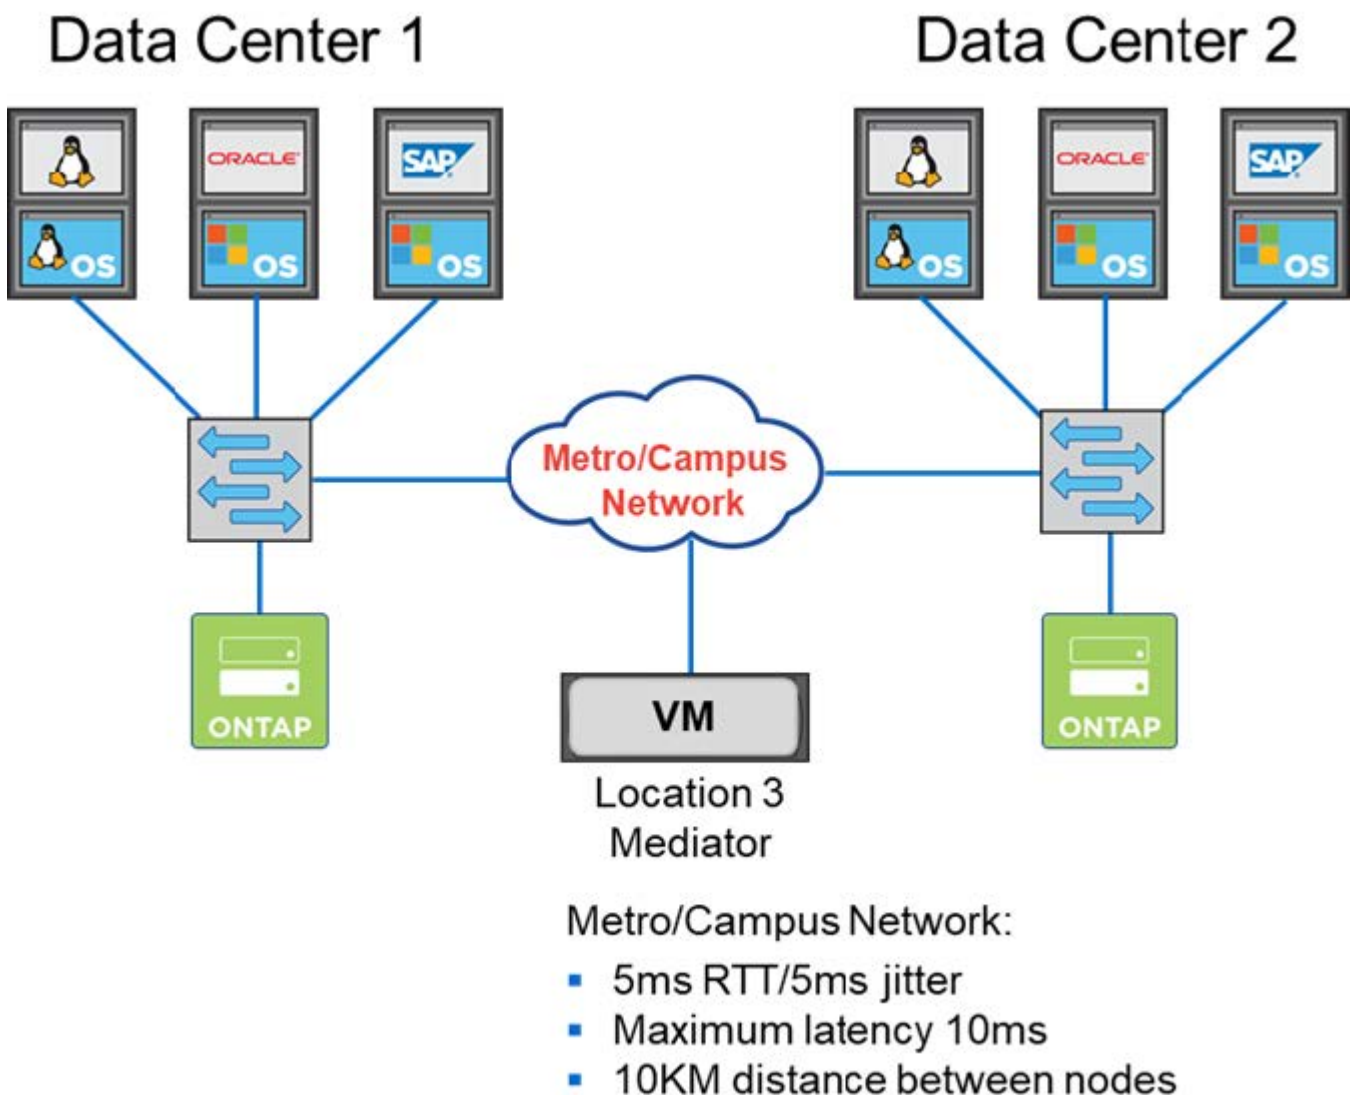 Data Center 1
Data Center 2
ORACLE
SAP
OS
OS
OS
ORACLE
SAP
OS
OS
OS
Metro/Campus
Network
ONTAP
VM
ONTAP
Location 3
Mediator
Metro/Campus Network:
5ms RTT/5ms jitter
Maximum latency 10ms
10KM distance between nodes